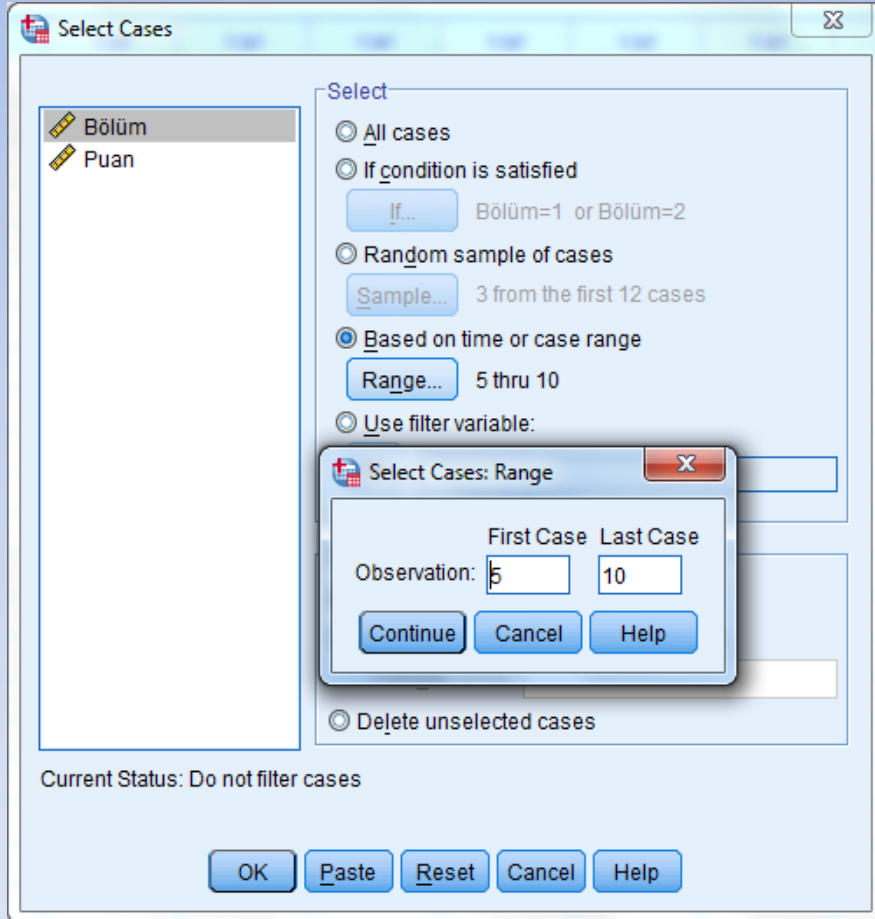 Select Cases
Bölüm
Puan
Select
All cases
If condition is satisfied
If... Bölüm=1 or Bölüm=2
Random sample of cases
Sample... 3 from the first 12 cases
Based on time or case range
Range... 5 thru 10
Use filter variable:
Select Cases: Range
First Case Last Case
Observation: 5 10
Continue Cancel Help
Delete unselected cases
Current Status: Do not filter cases
OK Paste Reset Cancel Help